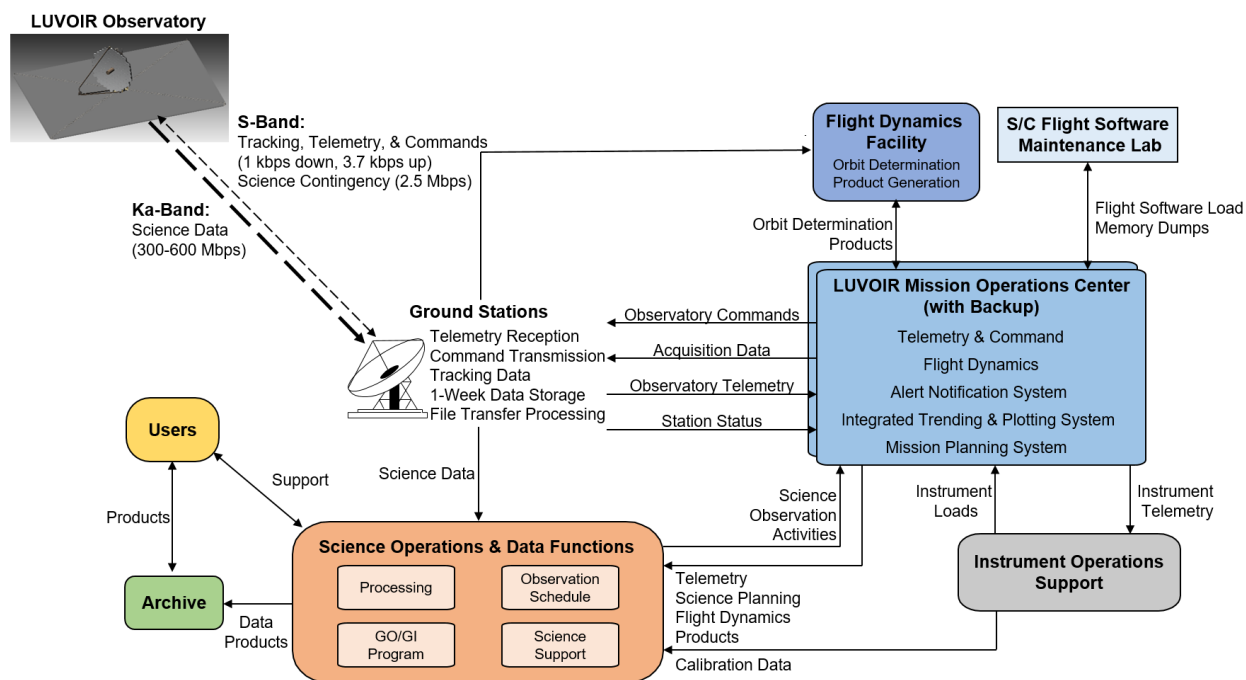 LUVOIR Observatory
S-Band:
Tracking, Telemetry, & Commands
(1 kbps down, 3.7 kbps up)
Science Contingency (2.5 Mbps)
Ka-Band:
Science Data
(300-600 Mbps)
Flight Dynamics
Facility
Orbit Determination
Product Generation
S/C Flight Software
Maintenance Lab
Orbit Determination
Products
Flight Software Load
Memory Dumps
Ground Stations
Telemetry Reception
Command Transmission
Tracking Data
1-Week Data Storage
File Transfer Processing
Observatory Commands
Acquisition Data
Observatory Telemetry
Station Status
LUVOIR Mission Operations Center
(with Backup)
Telemetry & Command
Flight Dynamics
Alert Notification System
Integrated Trending & Plotting System
Mission Planning System
Users
Support
Products
Archive
Data
Products
Science Data
Science Operations & Data Functions
Processing
Observation
Schedule
GO/GI
Program
Science
Support
Science
Observation
Activities
Telemetry
Science Planning
Flight Dynamics
Products
Calibration Data
Instrument
Loads
Instrument
Telemetry
Instrument Operations
Support